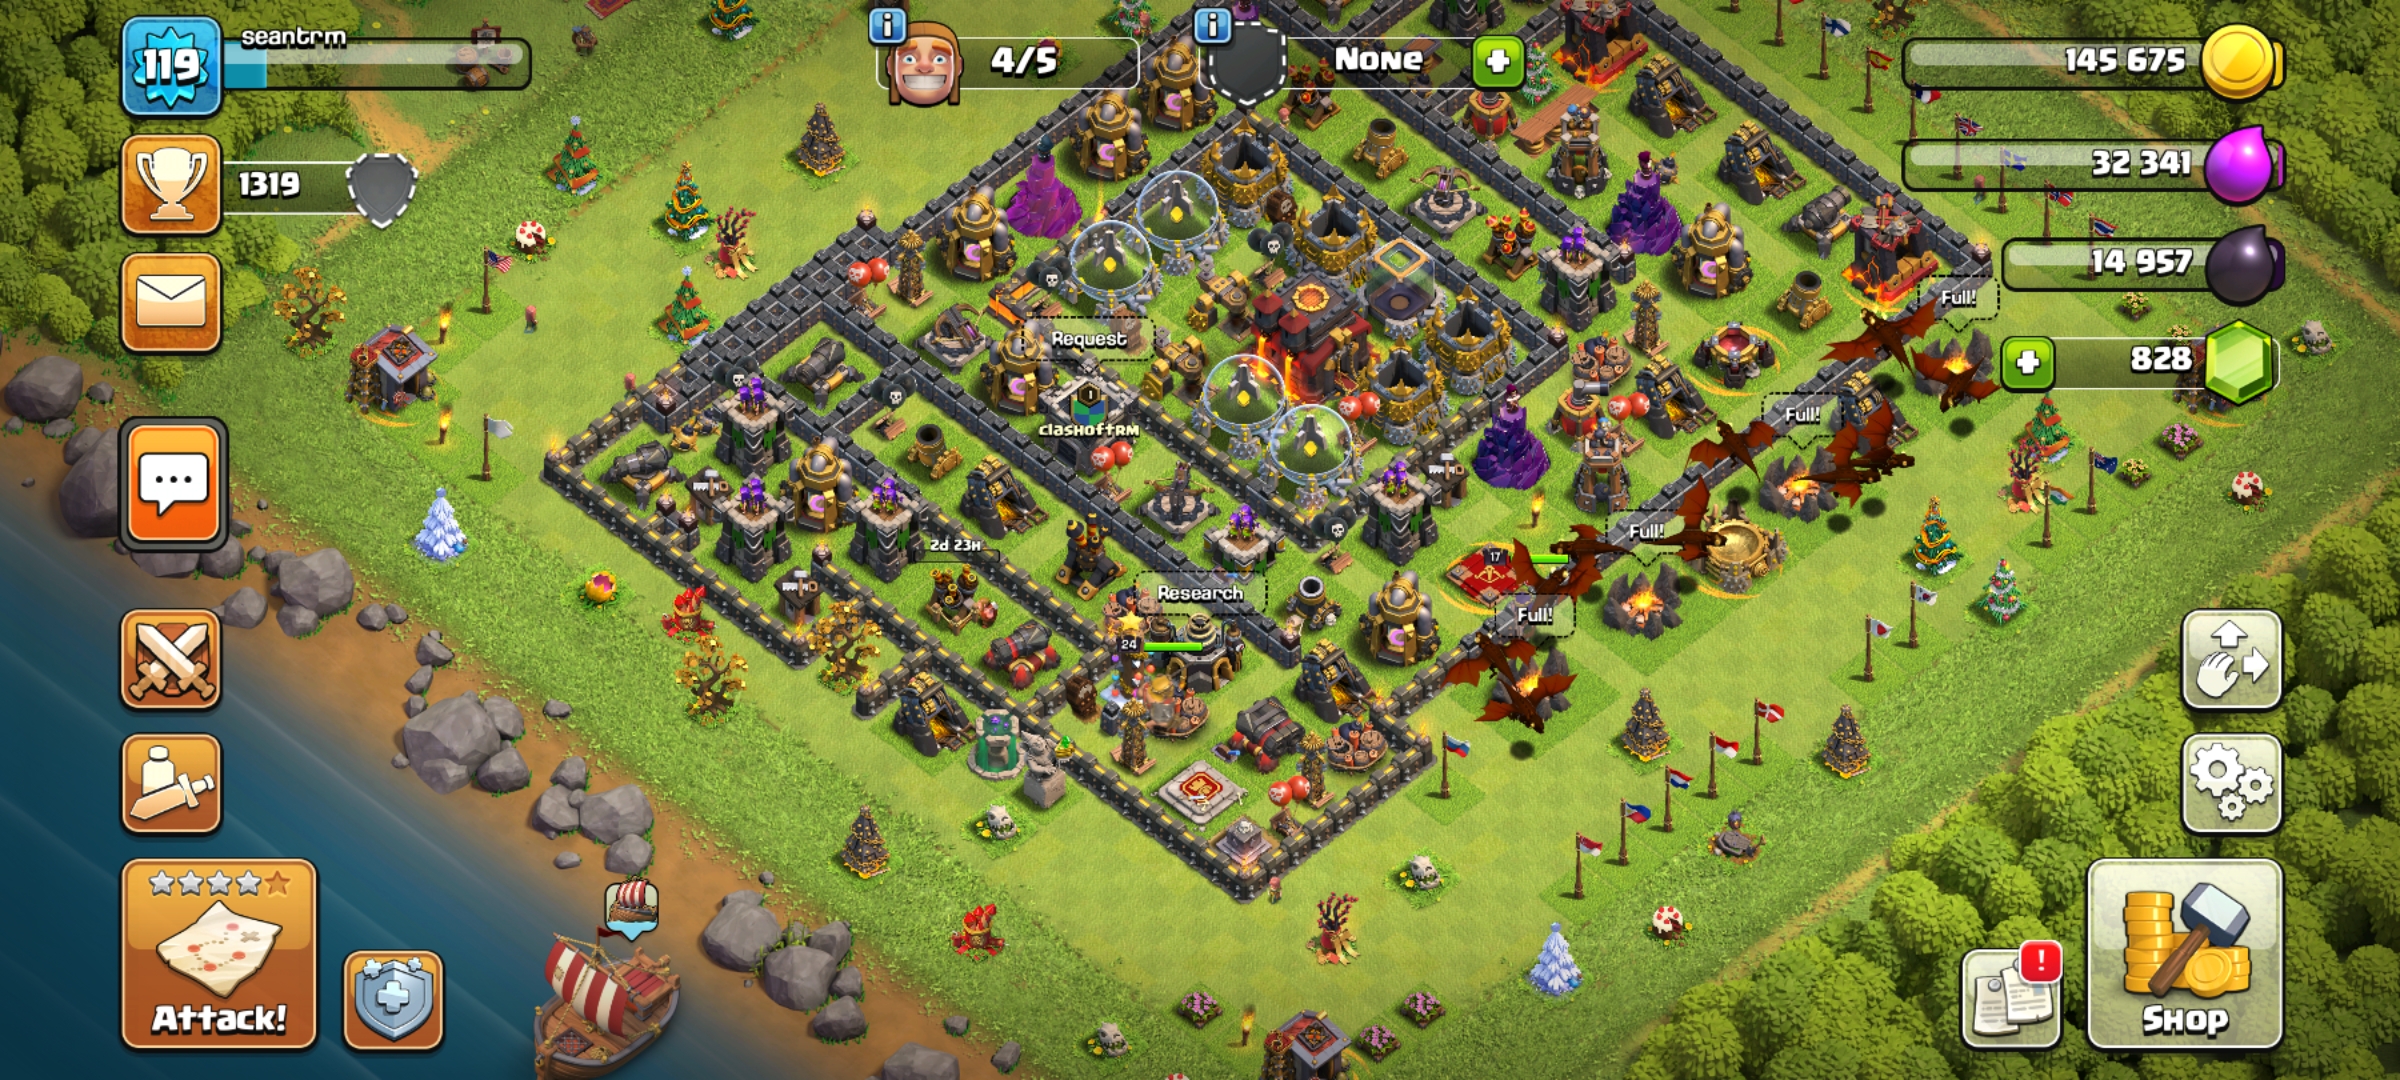 119
seantrm
4/5
None
145 675
1319
32 341
14 957
828
Full!
Request
Full!
clashoftRM
Full!
2d 23H
17
Research
Full!
24
Attack!
Shop